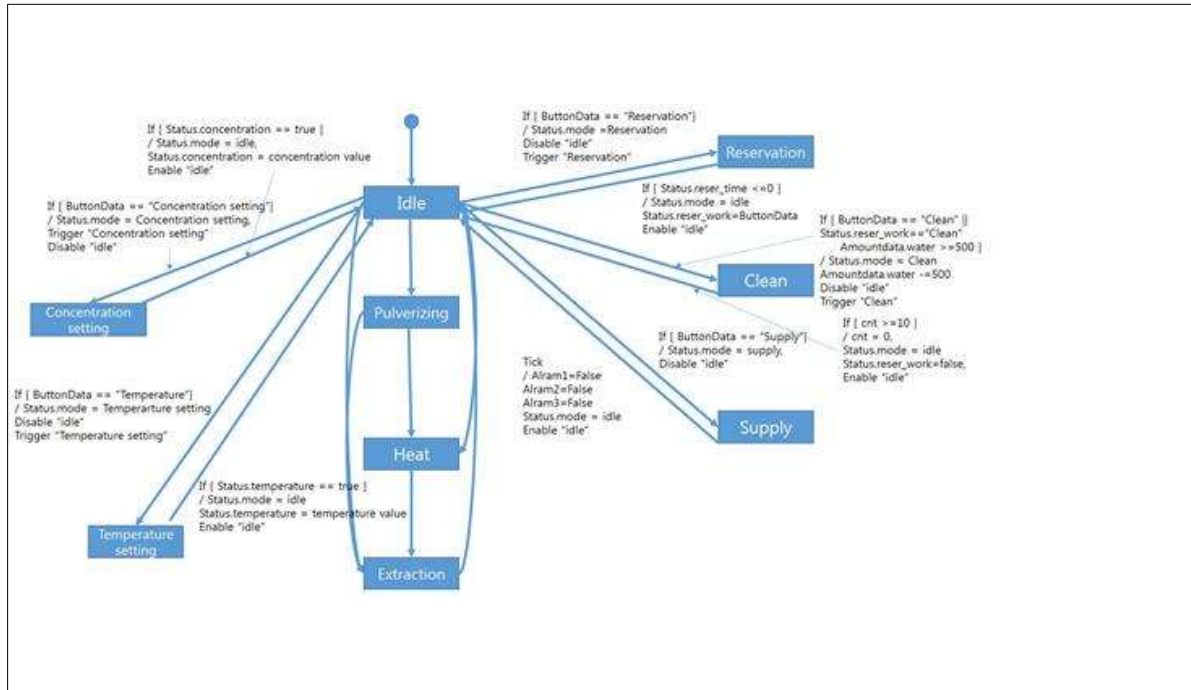 If [ Status.concentration == true ]
/ Status.mode = idle,
Status.concentration = concentration value
Enable "idle"
If [ ButtonData == "Reservation"]
/ Status.mode =Reservation
Disable "idle"
Trigger "Reservation"
Reservation
Idle
If [ ButtonData == "Concentration setting"]
/ Status.mode = Concentration setting,
Trigger "Concentration setting"
Disable "idle"
If [ Status.reser_time <=0 ]
/ Status.mode = idle
Status.reser_work=ButtonData
Enable "idle"
If [ ButtonData == "Clean" ||
Status.reser_work=="Clean"
Amountdata.water >=500 ]
/ Status.mode = Clean
Amountdata.water -=500
Disable "idle"
Trigger "Clean"
Clean
Concentration
setting
Pulverizing
If [ ButtonData == "Supply"]
/ Status.mode = supply,
Disable "idle"
If [ cnt >=10 ]
/ cnt = 0,
Status.mode = idle
Status.reser_work=false,
Enable "idle"
Tick
/ Alram1=False
Alram2=False
Alram3=False
Status.mode = idle
Enable "idle"
If [ ButtonData == "Temperature"]
/ Status.mode = Temperarture setting
Disable "idle"
Trigger "Temperature setting"
Supply
Heat
If [ Status.temperature == true ]
/ Status.mode = idle
Status.temperature = temperature value
Enable "idle"
Temperature
setting
Extraction